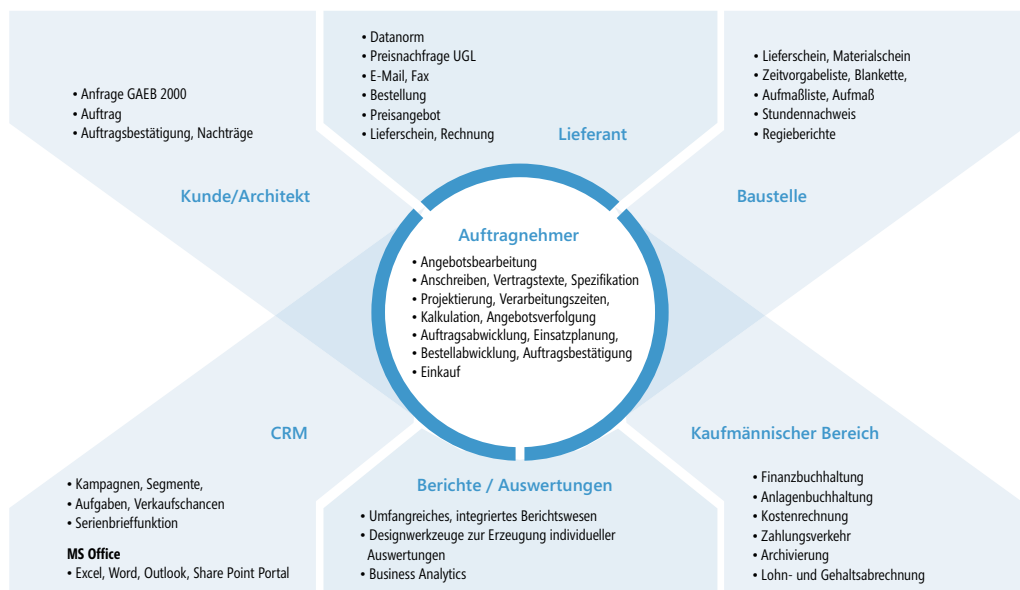 • Anfrage GAEB 2000
• Auftrag
• Auftragsbestätigung, Nachträge
Kunde/Architekt
• Datanorm
• Preisnachfrage UGL
• E-Mail, Fax
• Bestellung
• Preisangebot
• Lieferschein, Rechnung
Lieferant
• Lieferschein, Materialschein
• Zeitvorgabeliste, Blankette,
• Aufmaßliste, Aufmaß
• Stundennachweis
• Regieberichte
Baustelle
Auftragnehmer
• Angebotsbearbeitung
• Anschreiben, Vertragstexte, Spezifikation
• Projektierung, Verarbeitungszeiten,
• Kalkulation, Angebotsverfolgung
• Auftragsabwicklung, Einsatzplanung,
• Bestellabwicklung, Auftragsbestätigung
• Einkauf
CRM
• Kampagnen, Segmente,
• Aufgaben, Verkaufschancen
• Serienbrieffunktion
MS Office
• Excel, Word, Outlook, Share Point Portal
Berichte / Auswertungen
• Umfangreiches, integriertes Berichtswesen
• Designwerkzeuge zur Erzeugung individueller
Auswertungen
• Business Analytics
Kaufmännischer Bereich
• Finanzbuchhaltung
• Anlagenbuchhaltung
• Kostenrechnung
• Zahlungsverkehr
• Archivierung
• Lohn- und Gehaltsabrechnung